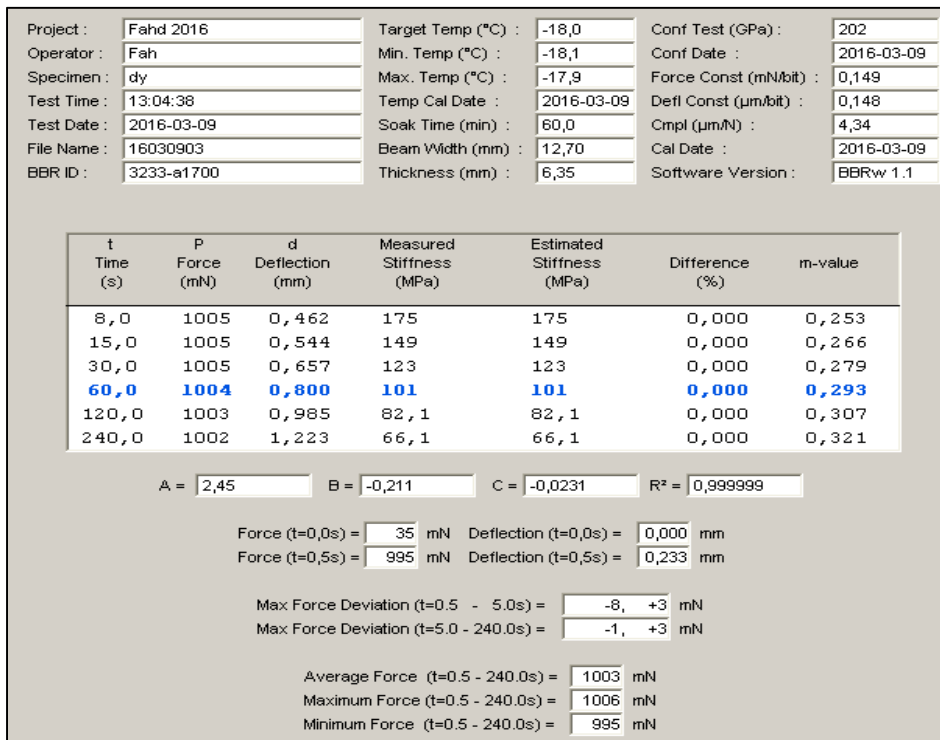 Project : Fahd 2016 Target Temp (°C) : -18,0 Conf Test (GPa) : 202
Operator : Fah Min. Temp (°C) : -18,1 Conf Date : 2016-03-09
Specimen : dy Max. Temp (°C) : -17,9 Force Const (mN/bit) : 0,149
Test Time : 13:04:38 Temp Cal Date : 2016-03-09 Defl Const (µm/bit) : 0,148
Test Date : 2016-03-09 Soak Time (min) : 60,0 Cmpl (µm/N) : 4,34
File Name : 16030903 Beam Width (mm) : 12,70 Cal Date : 2016-03-09
BBR ID : 3233-a1700 Thickness (mm) : 6,35 Software Version : BBRw 1.1
t P d Measured Estimated
Time Force Deflection Stiffness Stiffness Difference m-value
(s) (mN) (mm) (MPa) (MPa) (%)
8,0 1005 0,462 175 175 0,000 0,253
15,0 1005 0,544 149 149 0,000 0,266
30,0 1005 0,657 123 123 0,000 0,279
60,0 1004 0,800 101 101 0,000 0,293
120,0 1003 0,985 82,1 82,1 0,000 0,307
240,0 1002 1,223 66,1 66,1 0,000 0,321
A = 2,45 B = -0,211 C = -0,0231 R² = 0,999999
Force (t=0,0s) = 35 mN Deflection (t=0,0s) = 0,000 mm
Force (t=0,5s) = 995 mN Deflection (t=0,5s) = 0,233 mm
Max Force Deviation (t=0.5 - 5.0s) = -8, +3 mN
Max Force Deviation (t=5.0 - 240.0s) = -1, +3 mN
Average Force (t=0.5 - 240.0s) = 1003 mN
Maximum Force (t=0.5 - 240.0s) = 1006 mN
Minimum Force (t=0.5 - 240.0s) = 995 mN